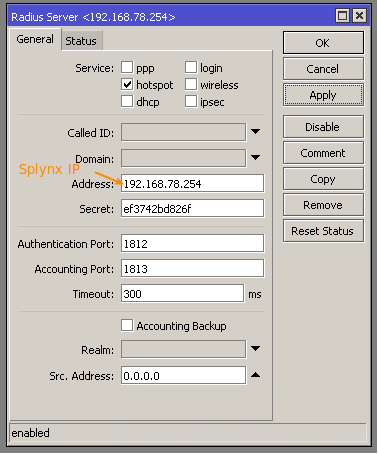 Radius Server <192.168.78.254>
General Status
Service: ppp login
hotspot wireless
dhcp ipsec
Called ID:
Domain:
Splynx IP
Address: 192.168.78.254
Secret: ef3742bd826f
Authentication Port: 1812
Accounting Port: 1813
Timeout: 300 ms
Accounting Backup
Realm:
Src. Address: 0.0.0.0
OK
Cancel
Apply
Disable
Comment
Copy
Remove
Reset Status
enabled